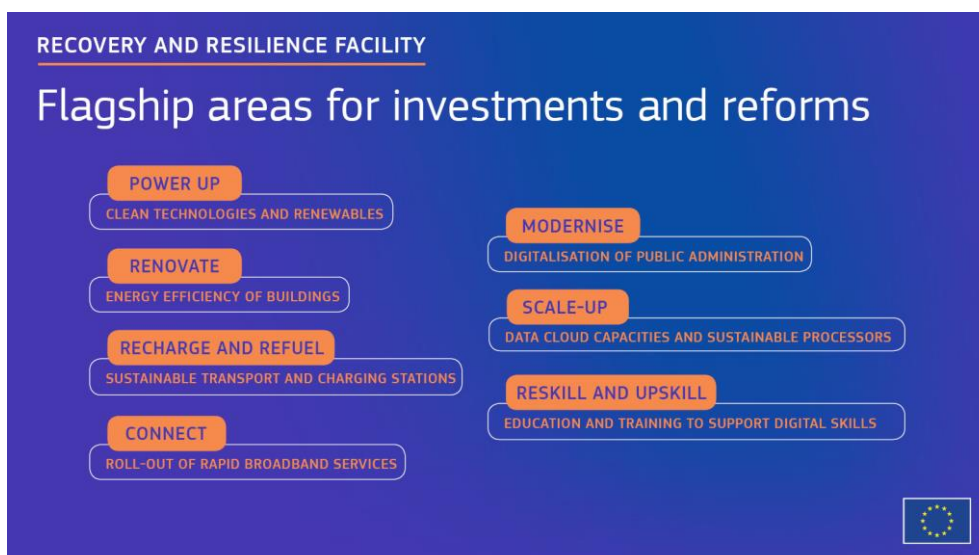 RECOVERY AND RESILIENCE FACILITY
Flagship areas for investments and reforms
POWER UP
CLEAN TECHNOLOGIES AND RENEWABLES
RENOVATE
ENERGY EFFICIENCY OF BUILDINGS
RECHARGE AND REFUEL
SUSTAINABLE TRANSPORT AND CHARGING STATIONS
CONNECT
ROLL-OUT OF RAPID BROADBAND SERVICES
MODERNISE
DIGITALISATION OF PUBLIC ADMINISTRATION
SCALE-UP
DATA CLOUD CAPACITIES AND SUSTAINABLE PROCESSORS
RESKILL AND UPSKILL
EDUCATION AND TRAINING TO SUPPORT DIGITAL SKILLS